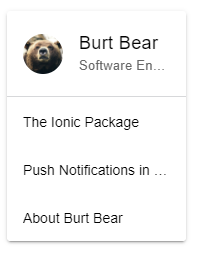 Burt Bear
Software En...
The Ionic Package
Push Notifications in ...
About Burt Bear